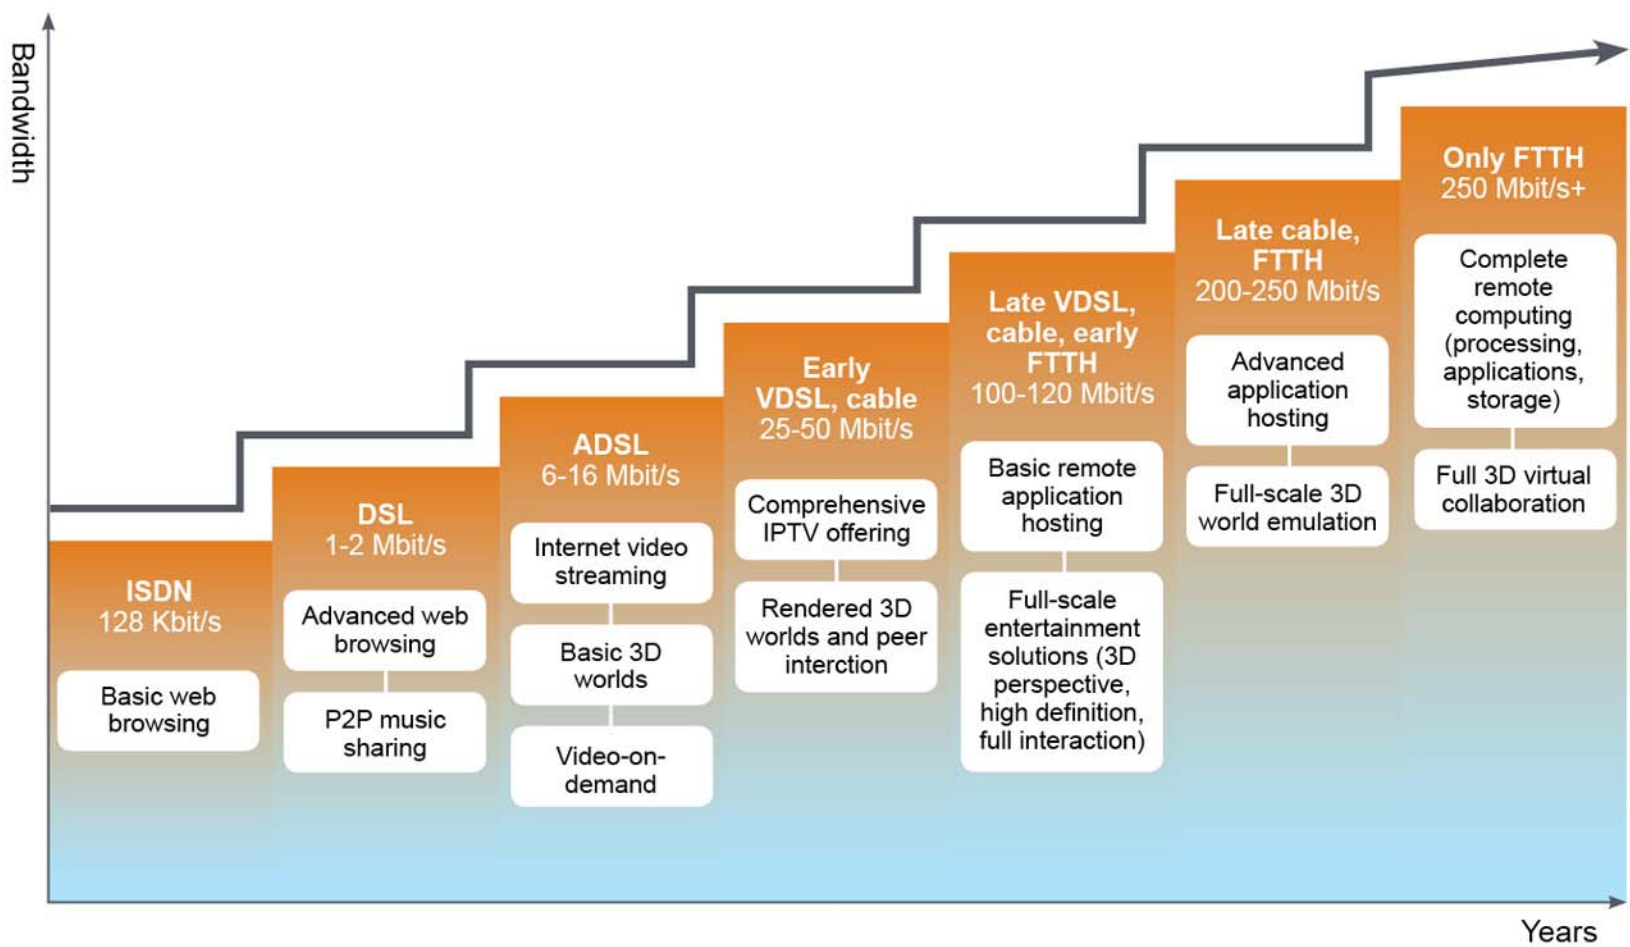 Bandwidth
ISDN
128 Kbit/s
Basic web
browsing
DSL
1-2 Mbit/s
Advanced web
browsing
P2P music
sharing
ADSL
6-16 Mbit/s
Internet video
streaming
Basic 3D
worlds
Video-on-
demand
Early
VDSL, cable
25-50 Mbit/s
Comprehensive
IPTV offering
Rendered 3D
worlds and peer
interction
Late VDSL,
cable, early
FTTH
100-120 Mbit/s
Basic remote
application
hosting
Full-scale
entertainment
solutions (3D
perspective,
high definition,
full interaction)
Late cable,
FTTH
200-250 Mbit/s
Advanced
application
hosting
Full-scale 3D
world emulation
Only FTTH
250 Mbit/s+
Complete
remote
computing
(processing,
applications,
storage)
Full 3D virtual
collaboration
Years